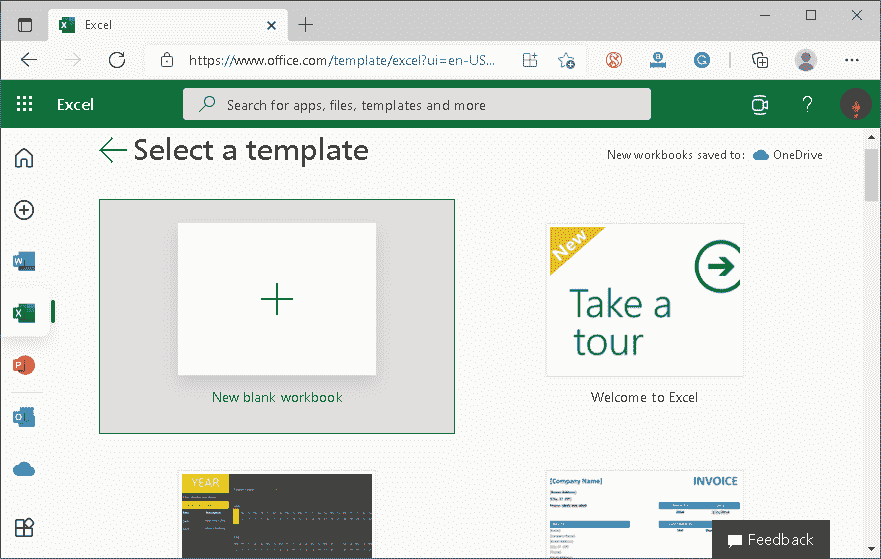 Excel
https://www.office.com/template/excel?ui=en-US...
Excel
Search for apps, files, templates and more
?
Select a template
New workbooks saved to: OneDrive
New
Take a
tour
New blank workbook
Welcome to Excel
YEAR
[Company Name]
INVOICE
Feedback